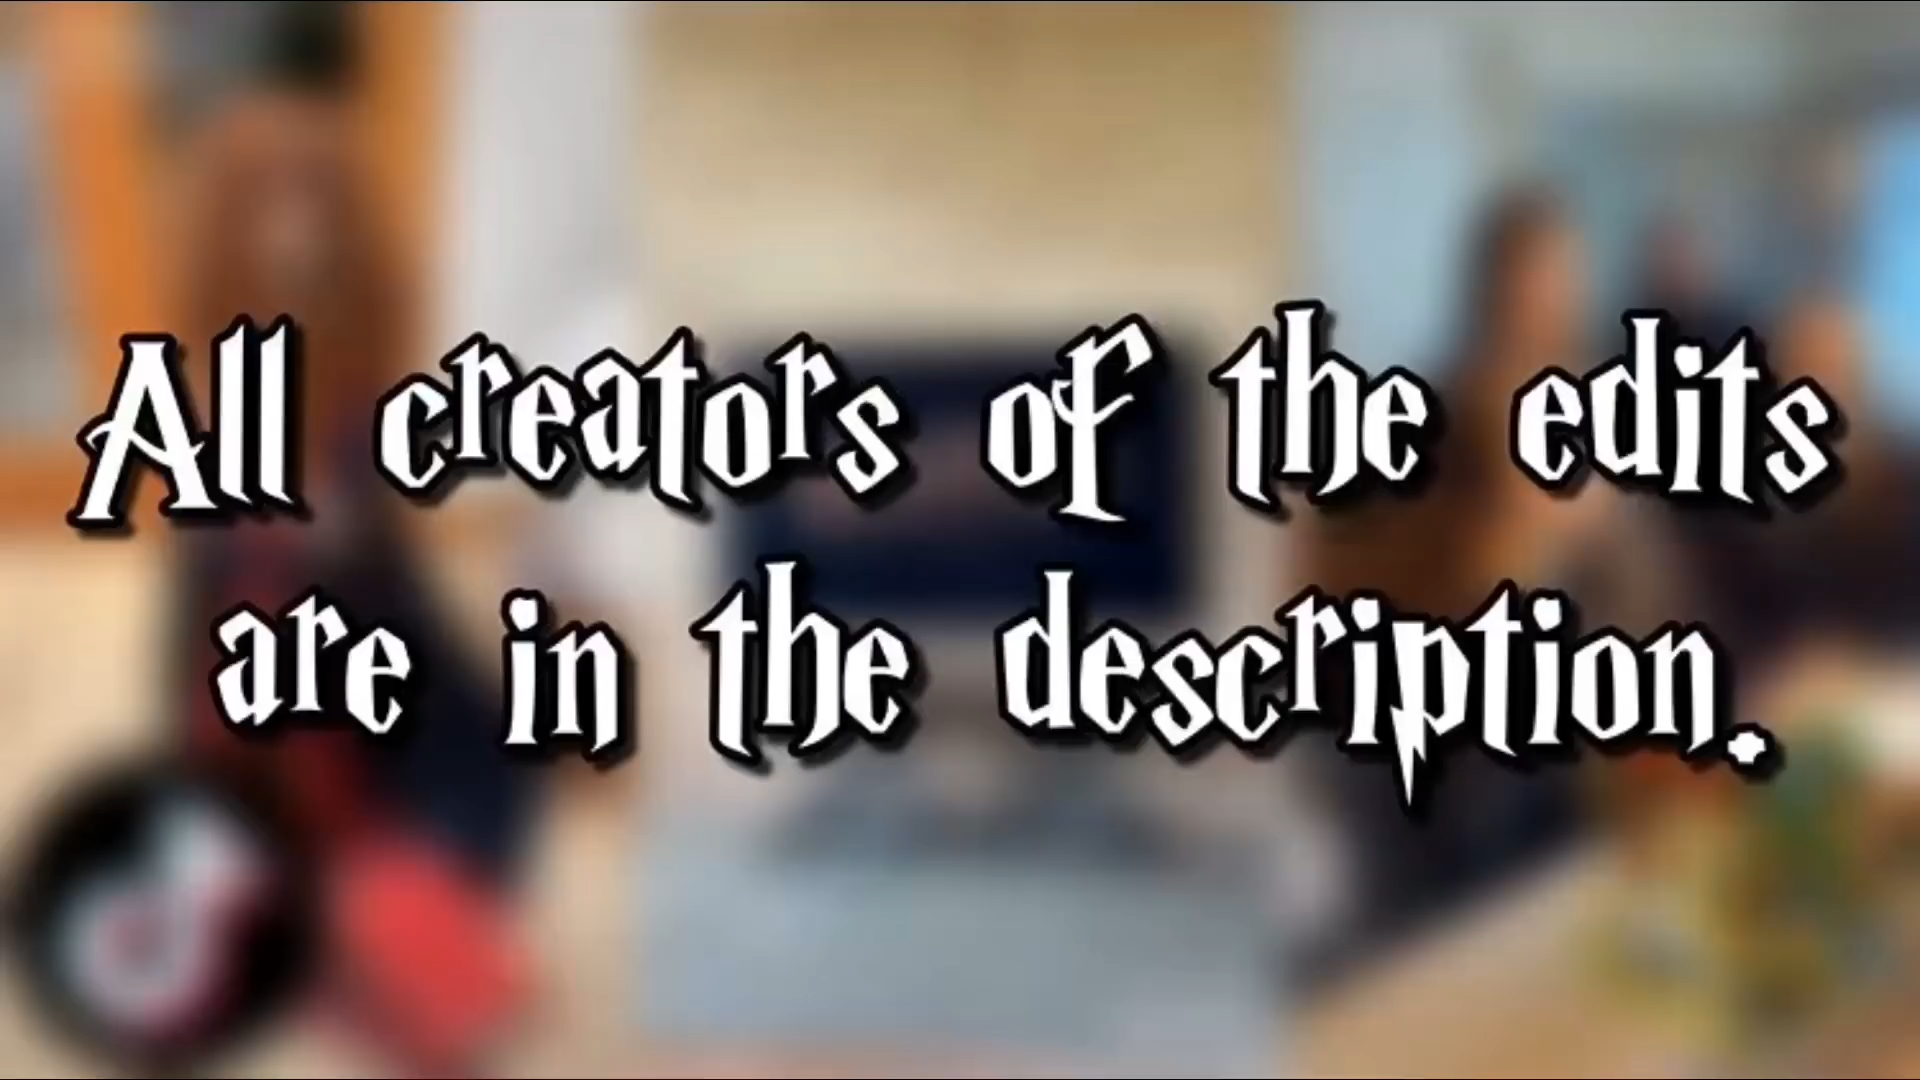 All creators of the edits
are in the description.